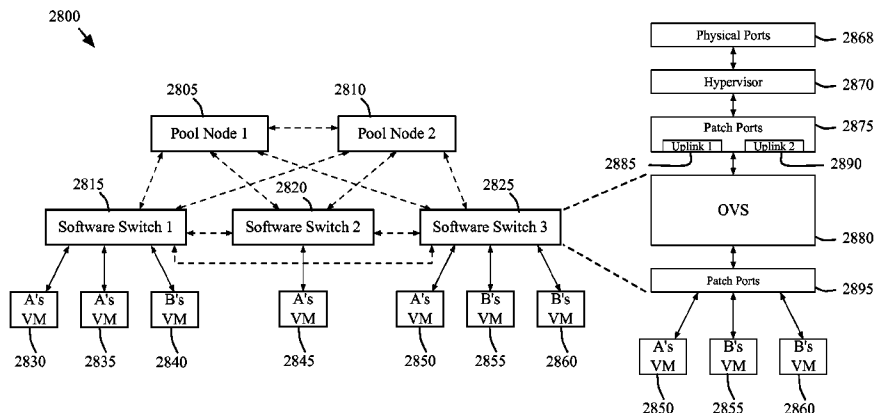 2800
2805
2810
Pool Node 1
Pool Node 2
2815
2820
2825
Software Switch 1
Software Switch 2
Software Switch 3
A's
VM
A's
VM
B's
VM
A's
VM
A's
VM
B's
VM
B's
VM
2830
2835
2840
2845
2850
2855
2860
Physical Ports
2868
Hypervisor
2870
Patch Ports
2875
Uplink 1
Uplink 2
2885
2890
OVS
2880
Patch Ports
2895
A's
VM
B's
VM
B's
VM
2850
2855
2860